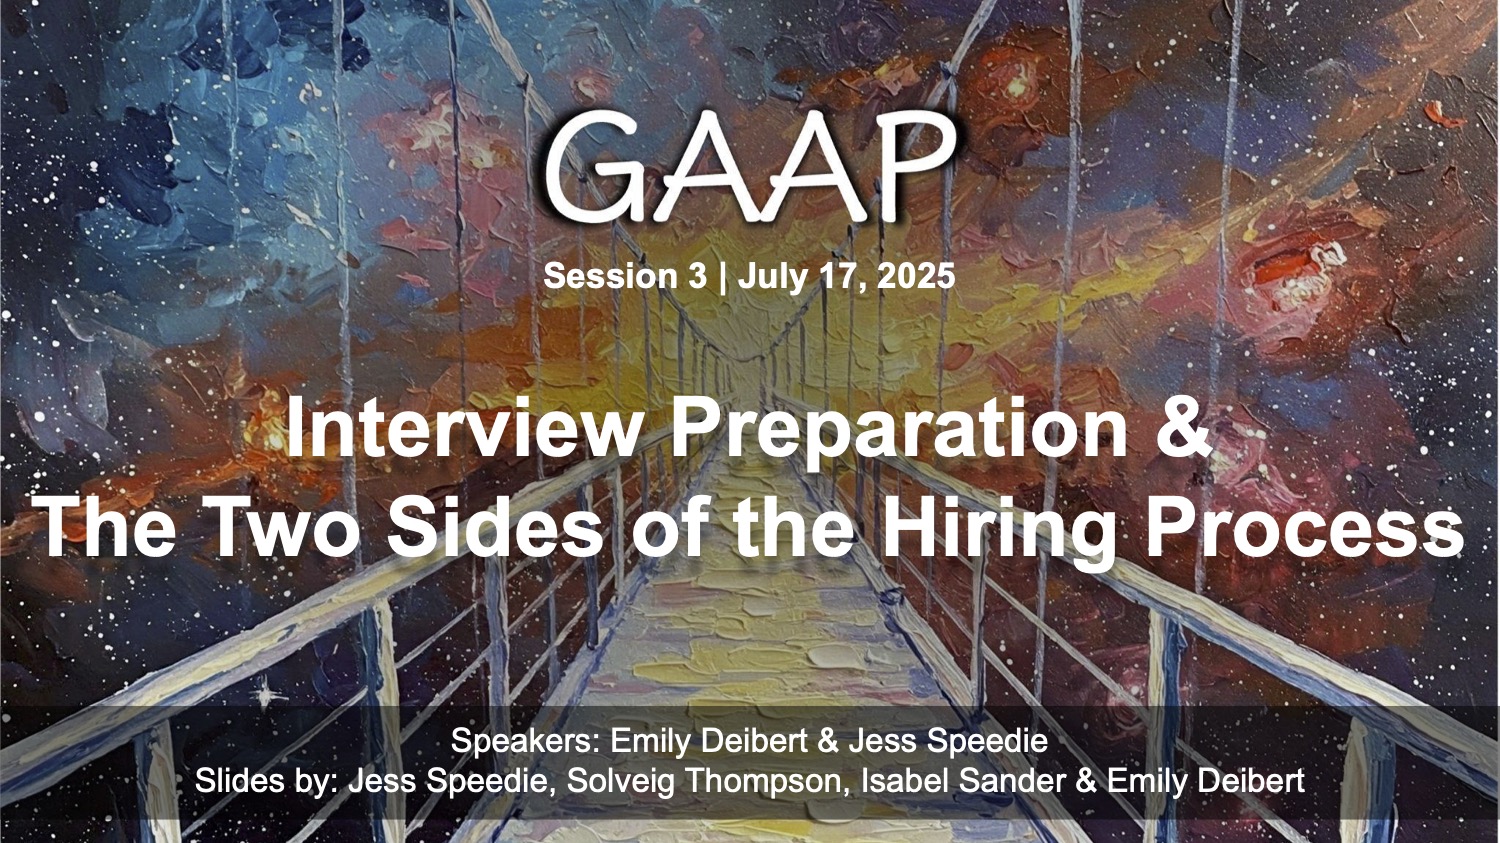 GAAP
Session 3 | July 17, 2025
Interview Preparation &
The Two Sides of the Hiring Process
Speakers: Emily Deibert & Jess Speedie
Slides by: Jess Speedie, Solveig Thompson, Isabel Sander & Emily Deibert